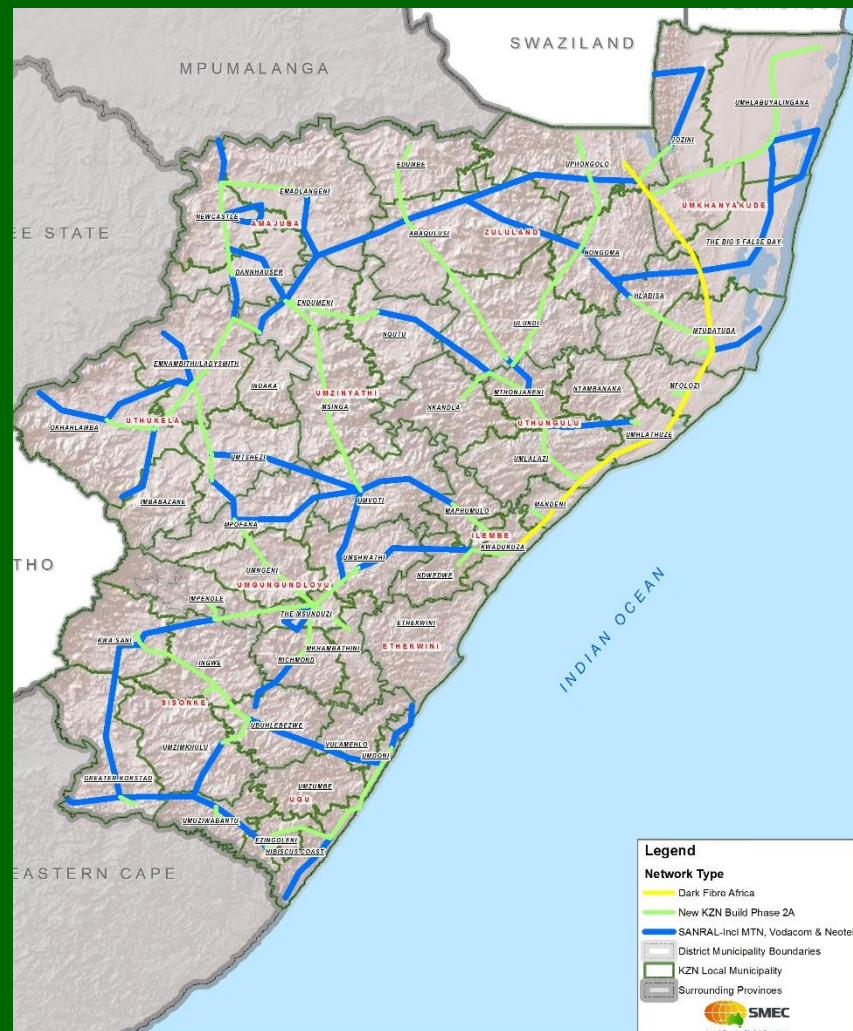 SWAZILAND
MPUMALANGA
UMHLABUYALINGANA
JOZINI
EDUMBE
UPHONGOLO
EMADLANGENI
UMKHANYAKUDE
NEWCASTLE
AMAJUBA
ABAQULUSI
ZULULAND
EE STATE
THE BIG 5 FALSE BAY
NONGOMA
DANNHAUSER
HLABISA
ENDUMENI
MTUBATUBA
ULUNDI
NQUTU
EMNAMBITHI/LADYSMITH
INDAKA
UMZINYATHI
MTHONJANENI
NTAMBANANA
MFOLOZI
MSINGA
NKANDLA
OKHAHLAMBA
UTHUKELA
UTHUNGULU
UMHLATHUZE
UMTSHEZI
UMLALAZI
IMBABAZANE
UMVOTI
MAPHUMULO
MANDENI
MPOFANA
ILEMBE
KWADUKUZA
UMSHWATHI
THO
UMNGENI
NDWEDWE
UMGUNGUNDLOVU
IMPENDLE
THE MSUNDUZI
ETHEKWINI
KWA SANI
MKHAMBATHINI
ETHEKWINI
RICHMOND
INGWE
INDIAN OCEAN
SISONKE
UBUHLEBEZWE
UMZIMKHULU
VULAMEHLO
UMDONI
GREATER KOKSTAD
UMZUMBE
UGU
UMUZIWABANTU
EZINGOLENI
HIBISCUS COAST
EASTERN CAPE
Legend
Network Type
Dark Fibre Africa
New KZN Build Phase 2A
SANRAL-Incl MTN, Vodacom & Neotel
District Municipality Boundaries
KZN Local Municipality
Surrounding Provinces
SMEC